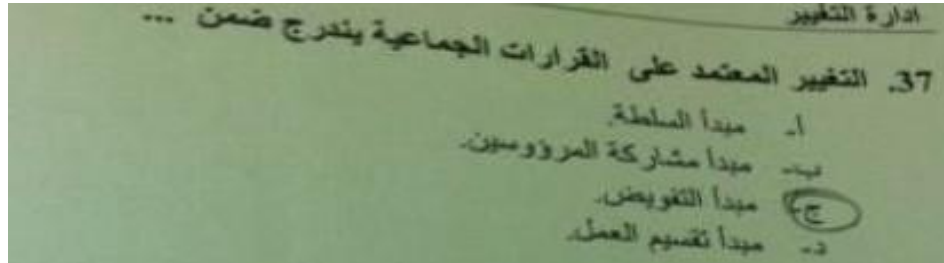 ادارة التغيير
37. التغيير المعتمد على القرارات الجماعية يندرج ضمن ...
أ. مبدأ السلطة.
ب. مبدأ مشاركة المرؤوسين.
ج. مبدأ التفويض.
د. مبدأ تقسيم العمل.